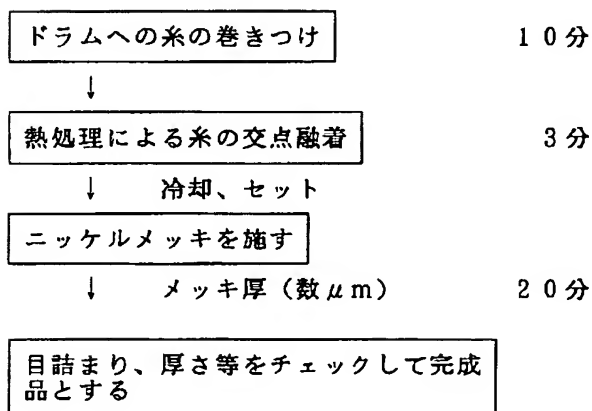 ドラムへの糸の巻きつけ 10分
↓
熱処理による糸の交点融着 3分
↓ 冷却、セット
ニッケルメッキを施す
↓ メッキ厚（数μm） 20分
目詰まり、厚さ等をチェックして完成
品とする